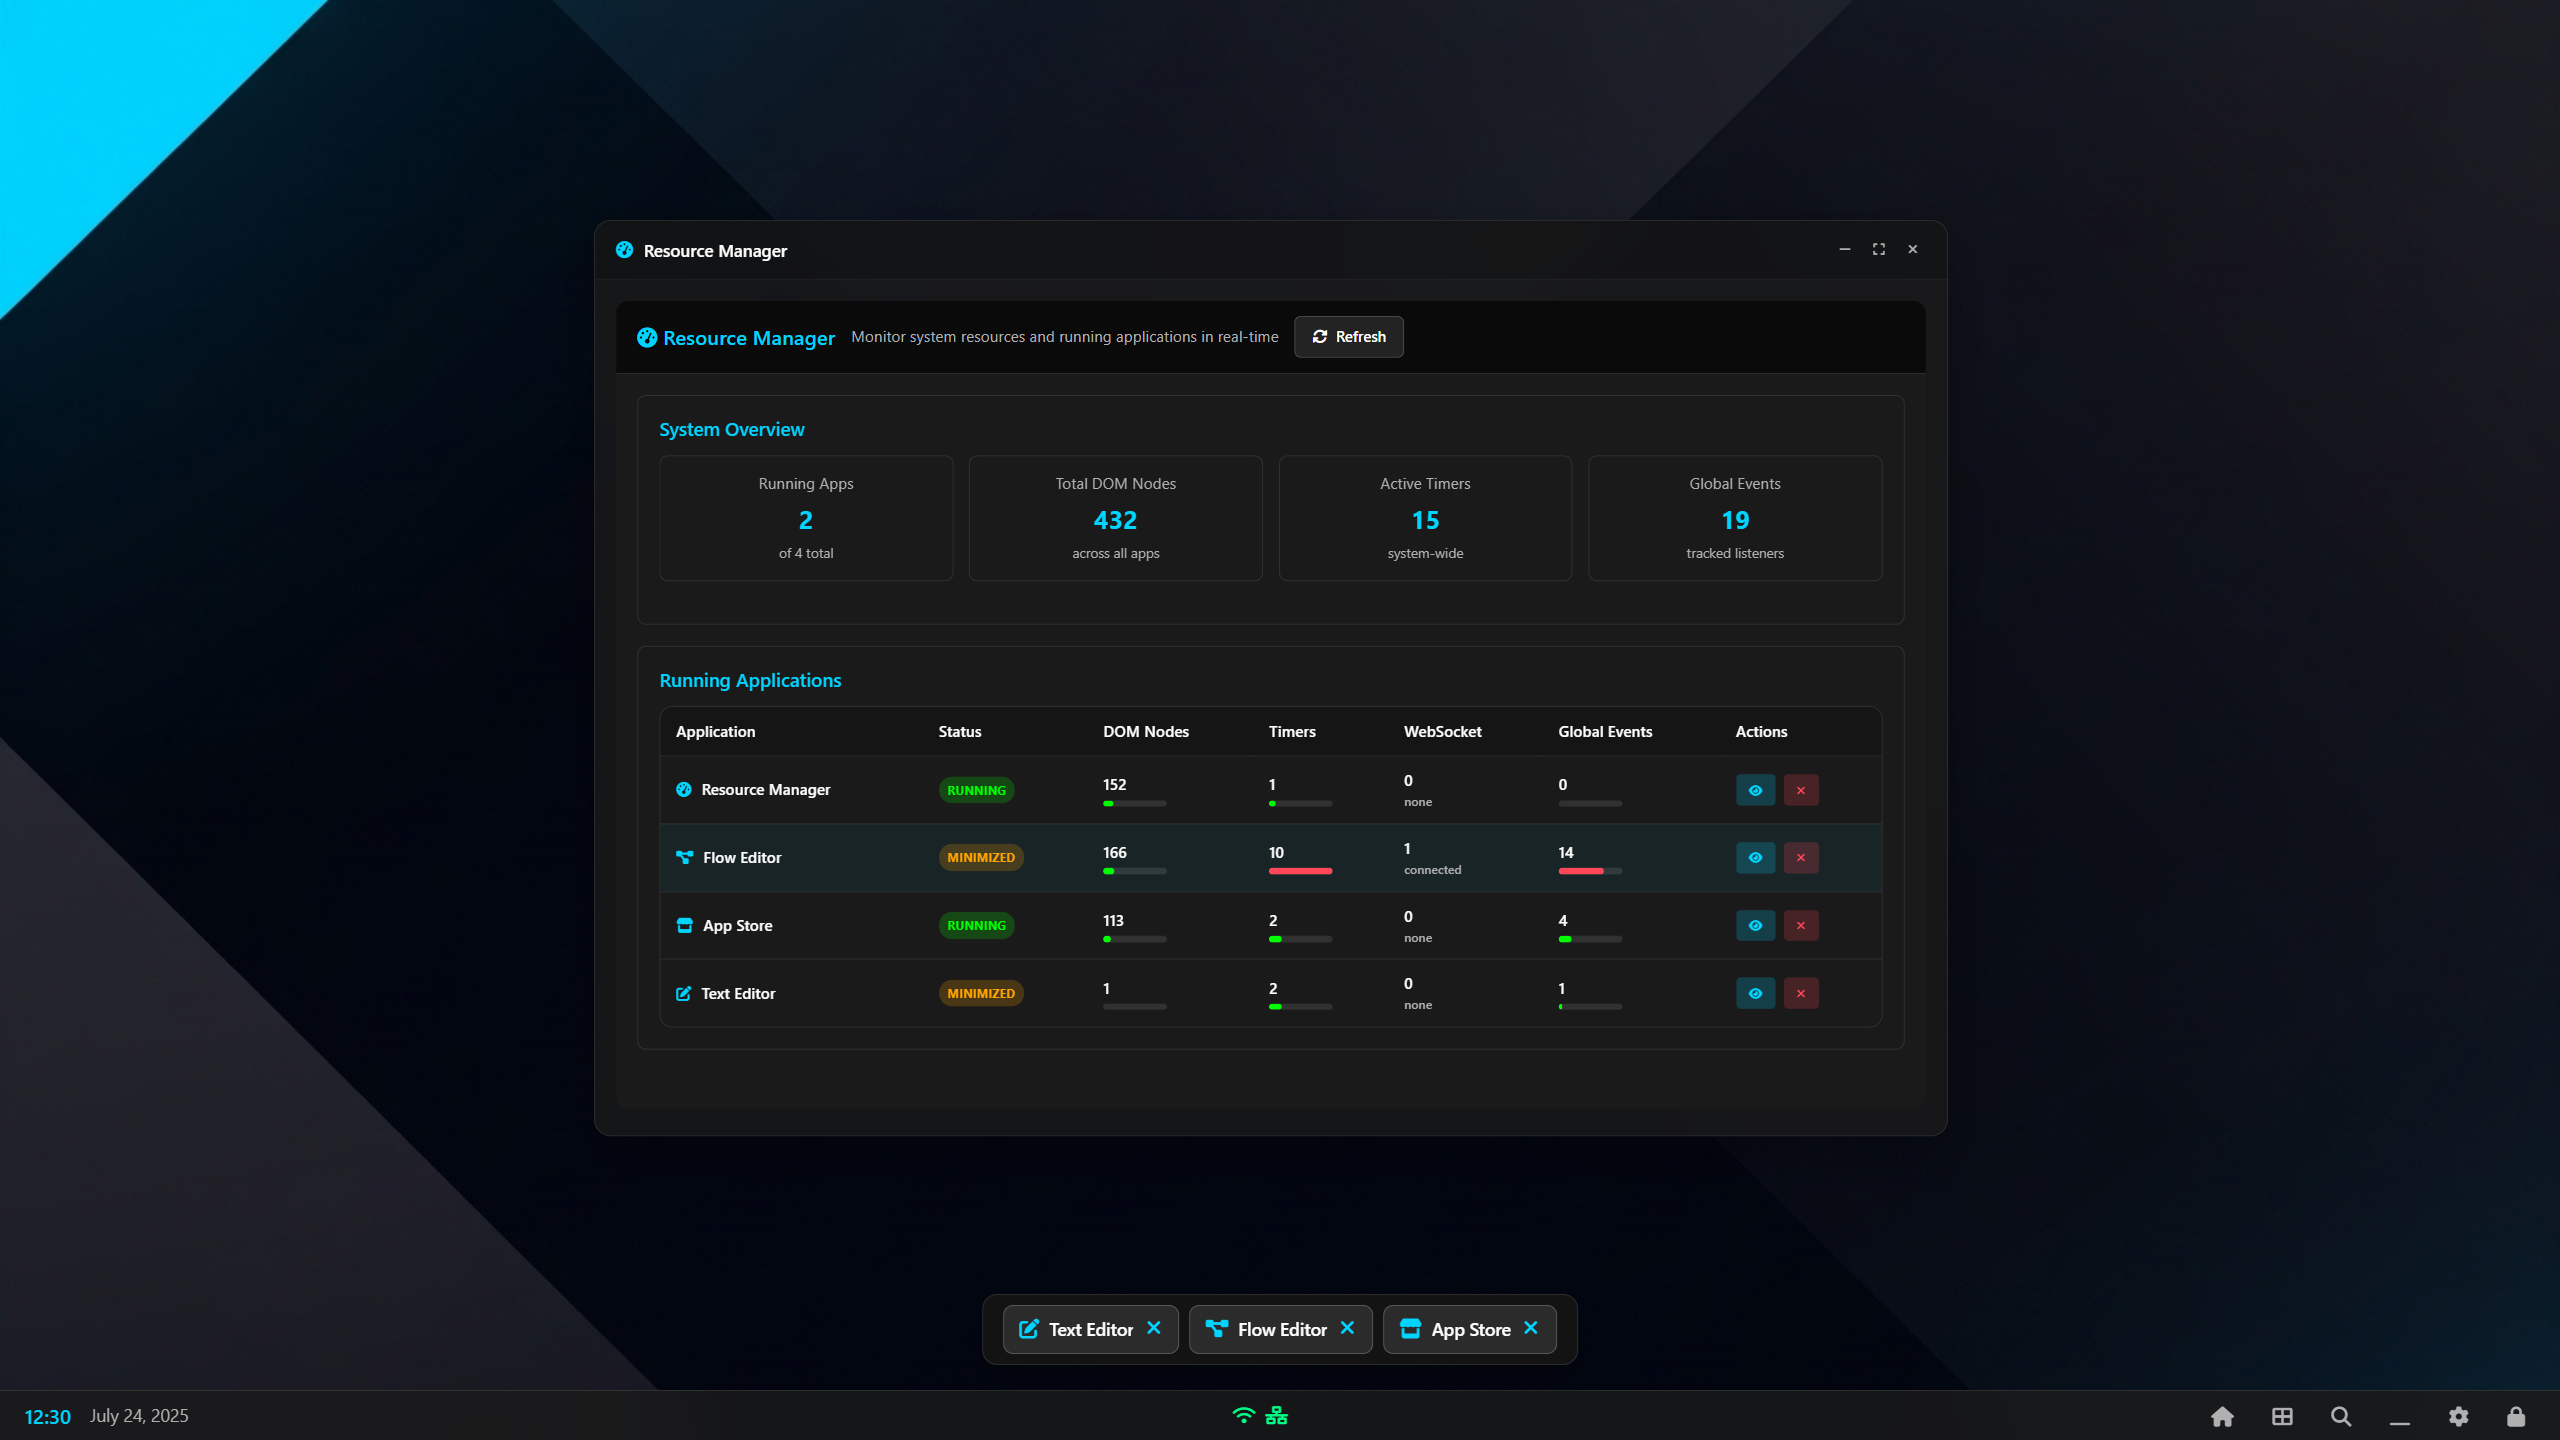 Resource Manager
Resource Manager Monitor system resources and running applications in real-time Refresh
System Overview
Running Apps
2
of 4 total
Total DOM Nodes
432
across all apps
Active Timers
15
system-wide
Global Events
19
tracked listeners
Running Applications
Application Status DOM Nodes Timers WebSocket Global Events Actions
Resource Manager RUNNING 152 1 0 none 0
Flow Editor MINIMIZED 166 10 1 connected 14
App Store RUNNING 113 2 0 none 4
Text Editor MINIMIZED 1 2 0 none 1
Text Editor Flow Editor App Store
12:30 July 24, 2025